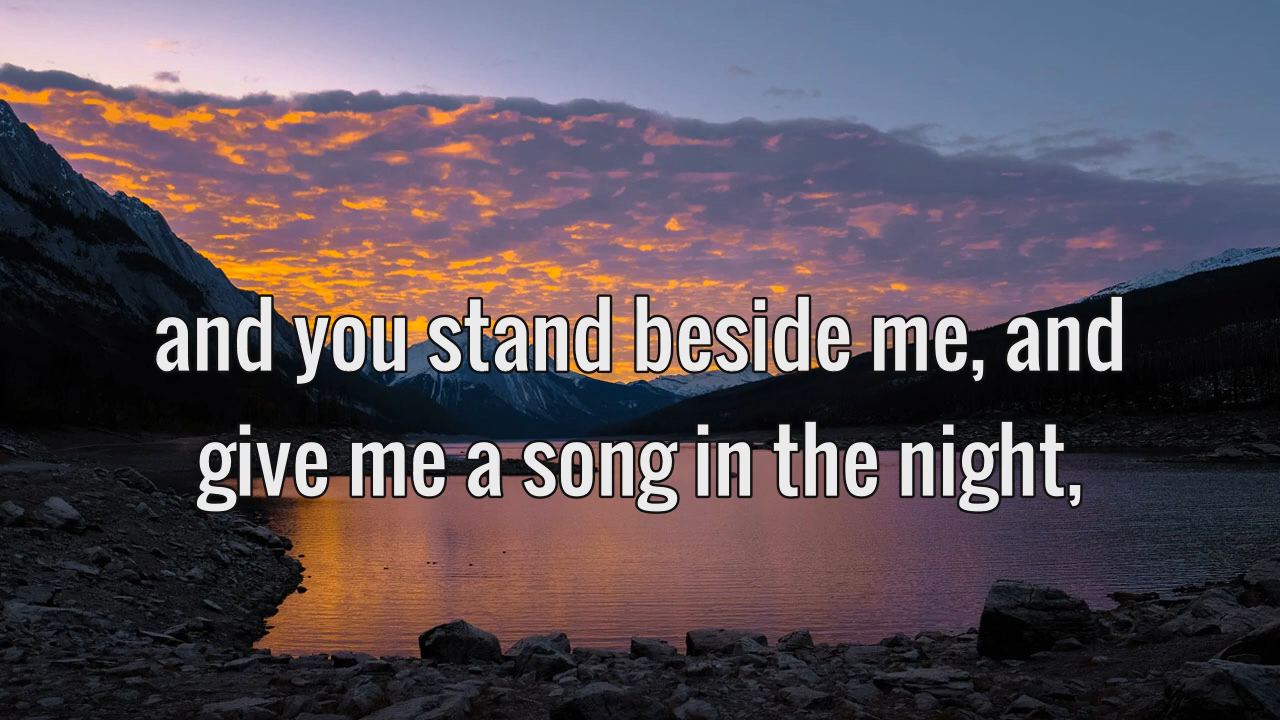 and you stand beside me, and
give me a song in the night,